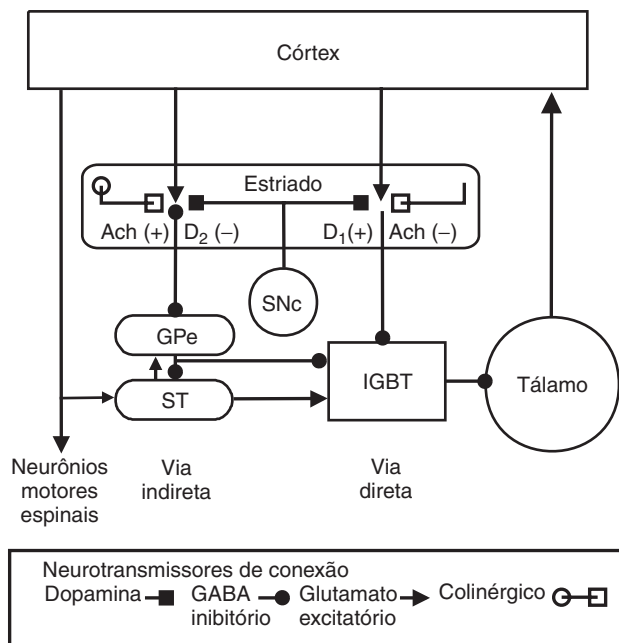 Córtex
Estriado
Ach (+) D₂ (–) D₁(+) Ach (–)
SNc
GPe
ST
IGBT
Tálamo
Neurônios
motores
espinais
Via
indireta
Via
direta
Neurotransmissores de conexão
Dopamina GABA Glutamato Colinérgico
inibitório excitatório